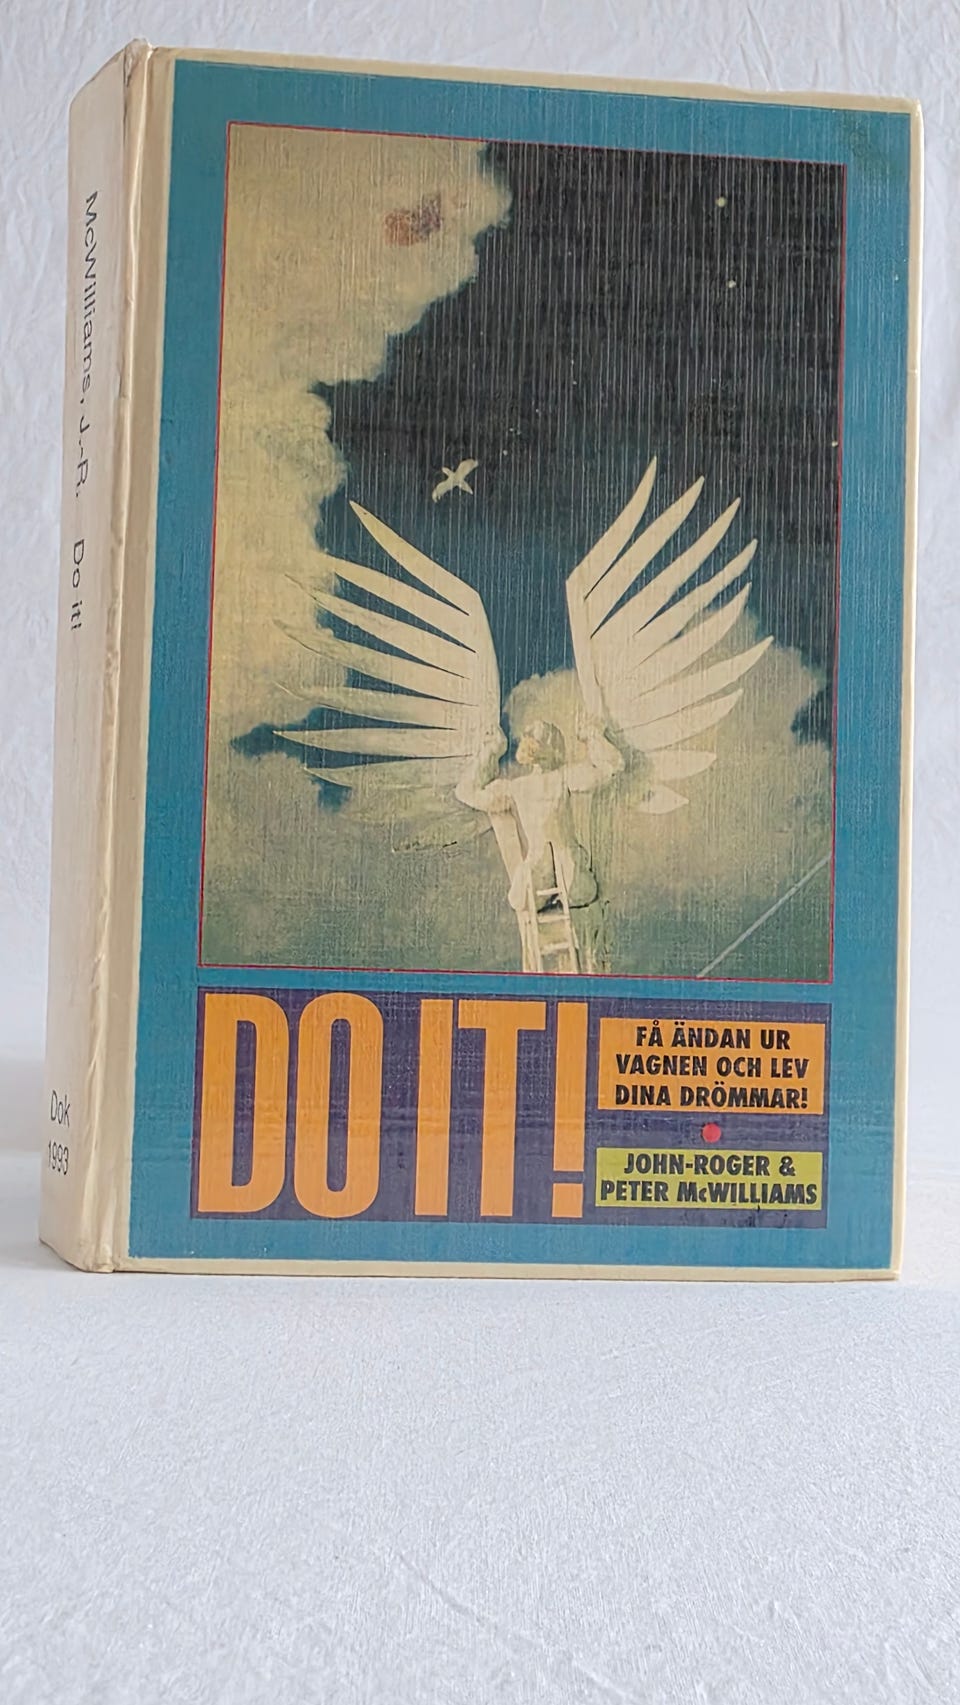 McWilliams, J.-R. Do it!
Dok
1993
DO IT!
FÅ ÄNDAN UR
VAGNEN OCH LEV
DINA DRÖMMAR!
JOHN-ROGER &
PETER McWILLIAMS